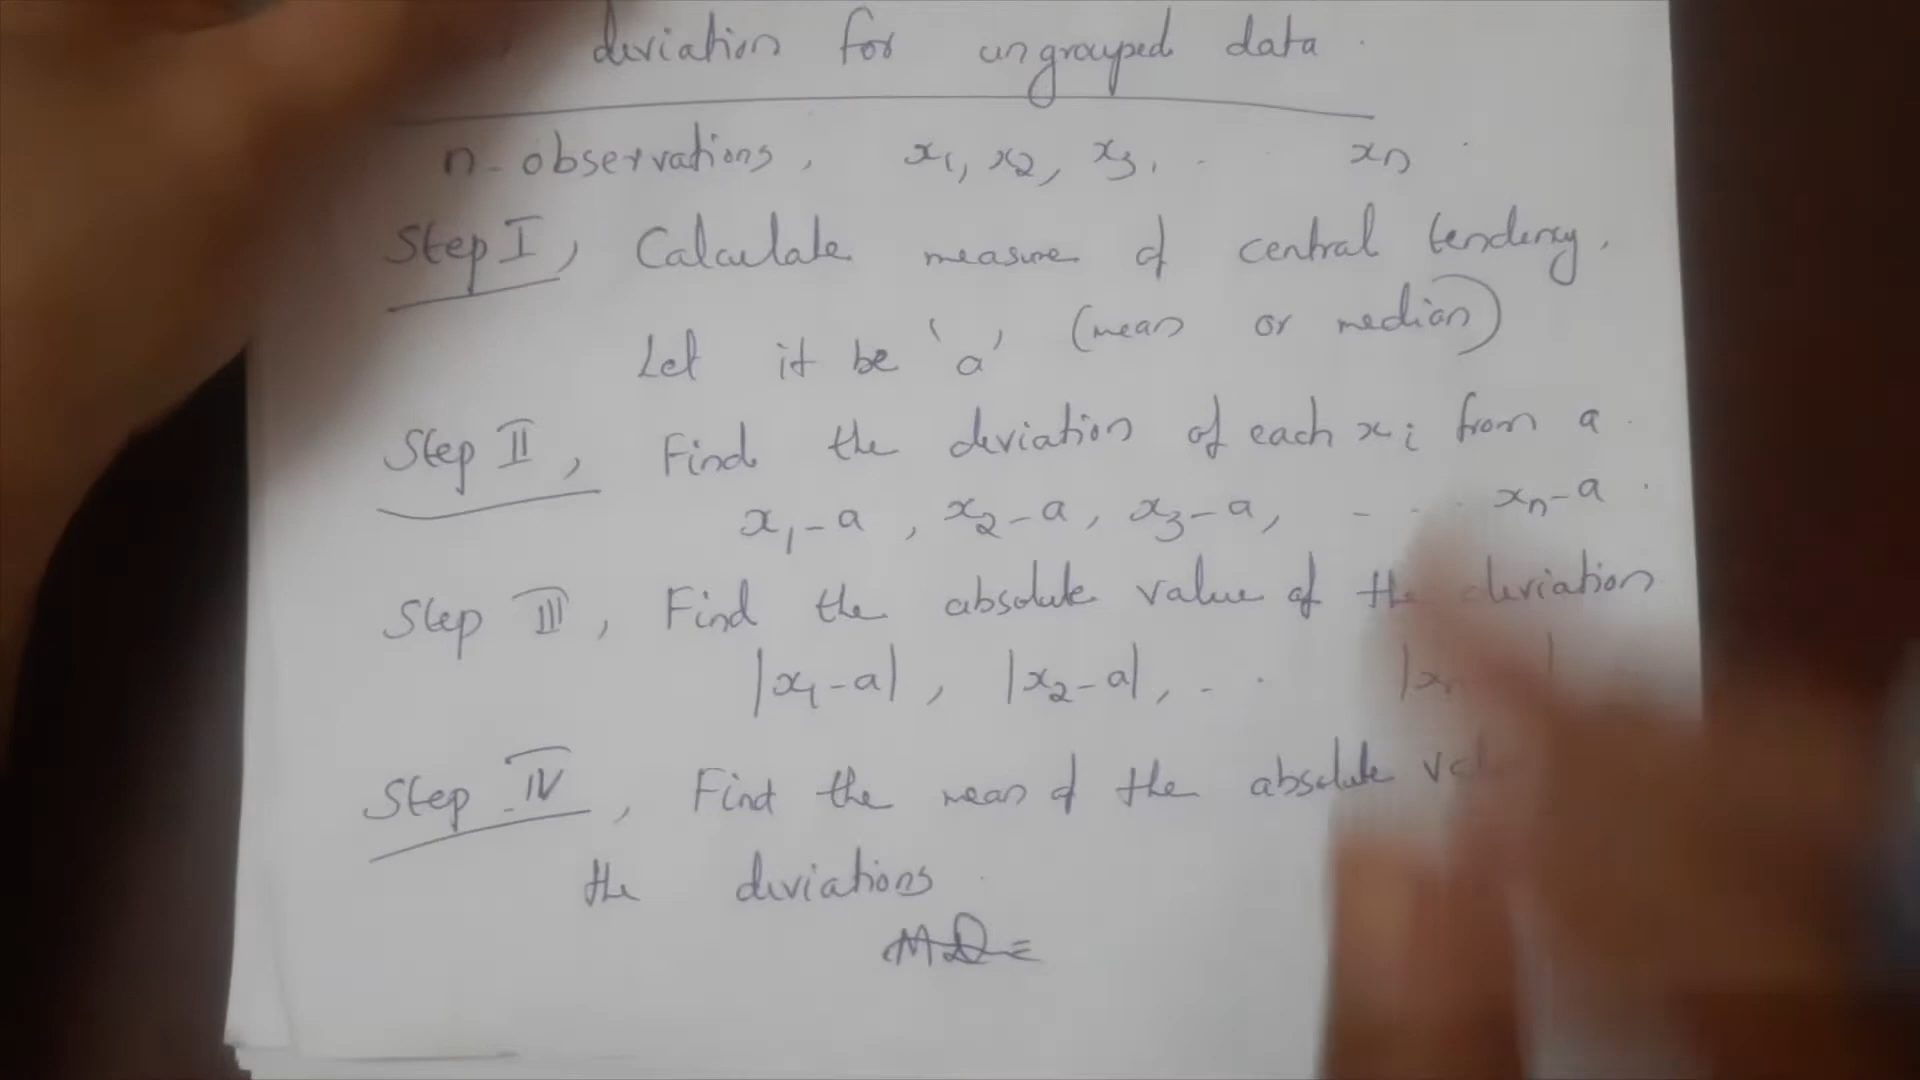 deviation for ungrouped data.
n-observations, x₁, x₂, x₃, . . xₙ.
Step I, Calculate measure of central tendency.
Let it be 'a' (mean or median)
Step II, Find the deviation of each xᵢ from a.
x₁-a, x₂-a, x₃-a, - . . xₙ-a.
Step III, Find the absolute value of the deviation
|x₁-a|, |x₂-a|, - .
Step IV, Find the mean of the absolute
the deviations
MD=